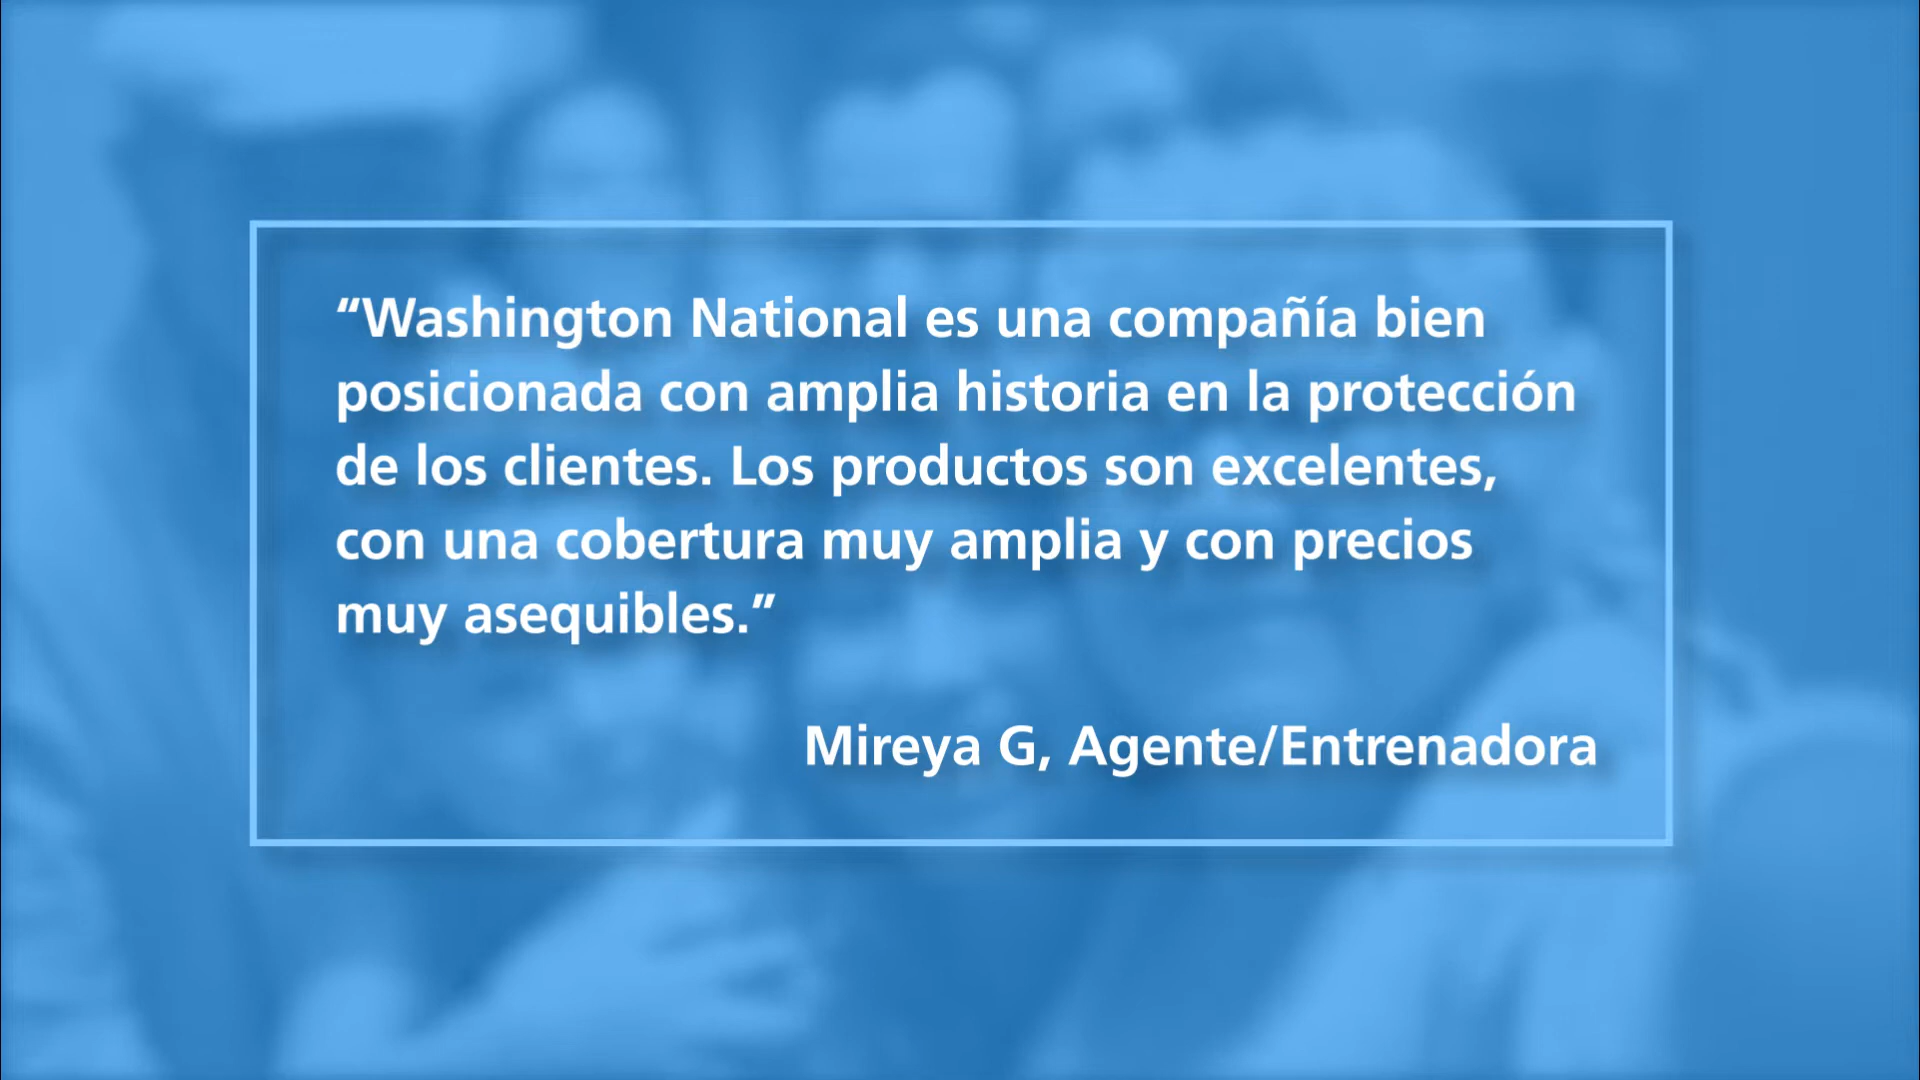 “Washington National es una compañía bien
posicionada con amplia historia en la protección
de los clientes. Los productos son excelentes,
con una cobertura muy amplia y con precios
muy asequibles.”
Mireya G, Agente/Entrenadora